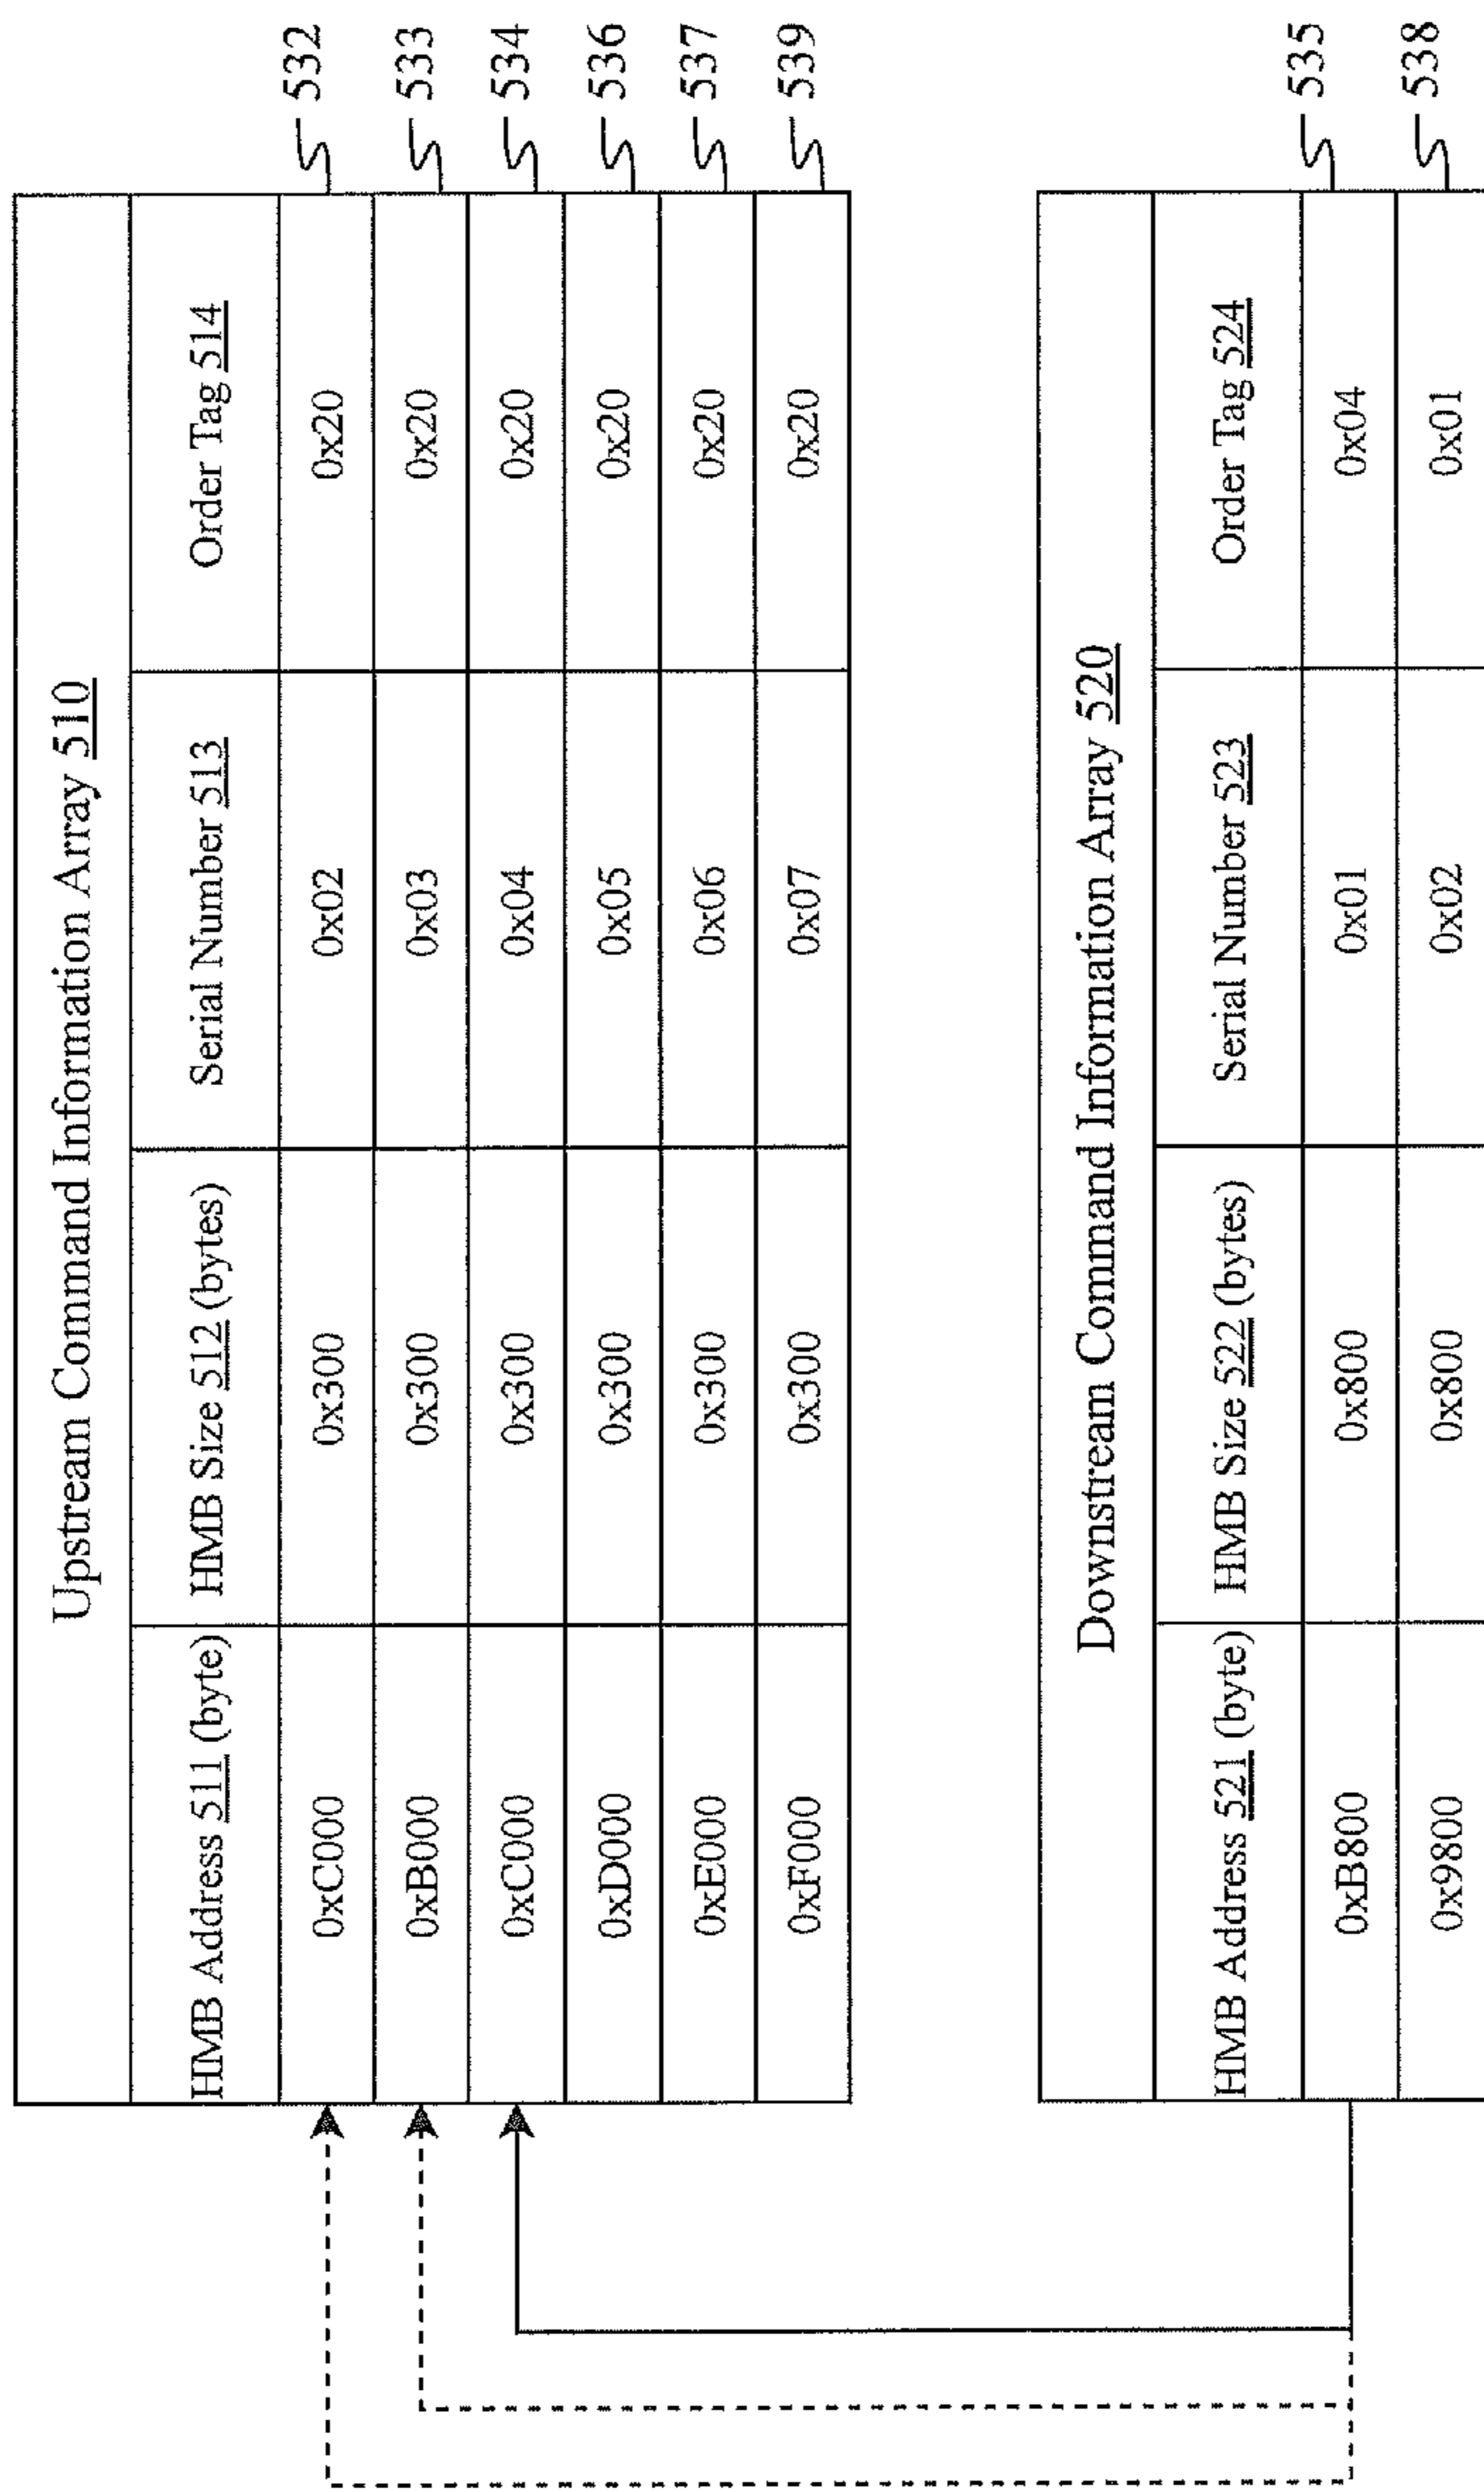 Upstream Command Information Array 510
HMB Address 511 (byte) HMB Size 512 (bytes) Serial Number 513 Order Tag 514
0xC000 0x300 0x02 0x20 532
0xB000 0x300 0x03 0x20 533
0xC000 0x300 0x04 0x20 534
0xD000 0x300 0x05 0x20 536
0xE000 0x300 0x06 0x20 537
0xF000 0x300 0x07 0x20 539
Downstream Command Information Array 520
HMB Address 521 (byte) HMB Size 522 (bytes) Serial Number 523 Order Tag 524
0xB800 0x800 0x01 0x04 535
0x9800 0x800 0x02 0x01 538